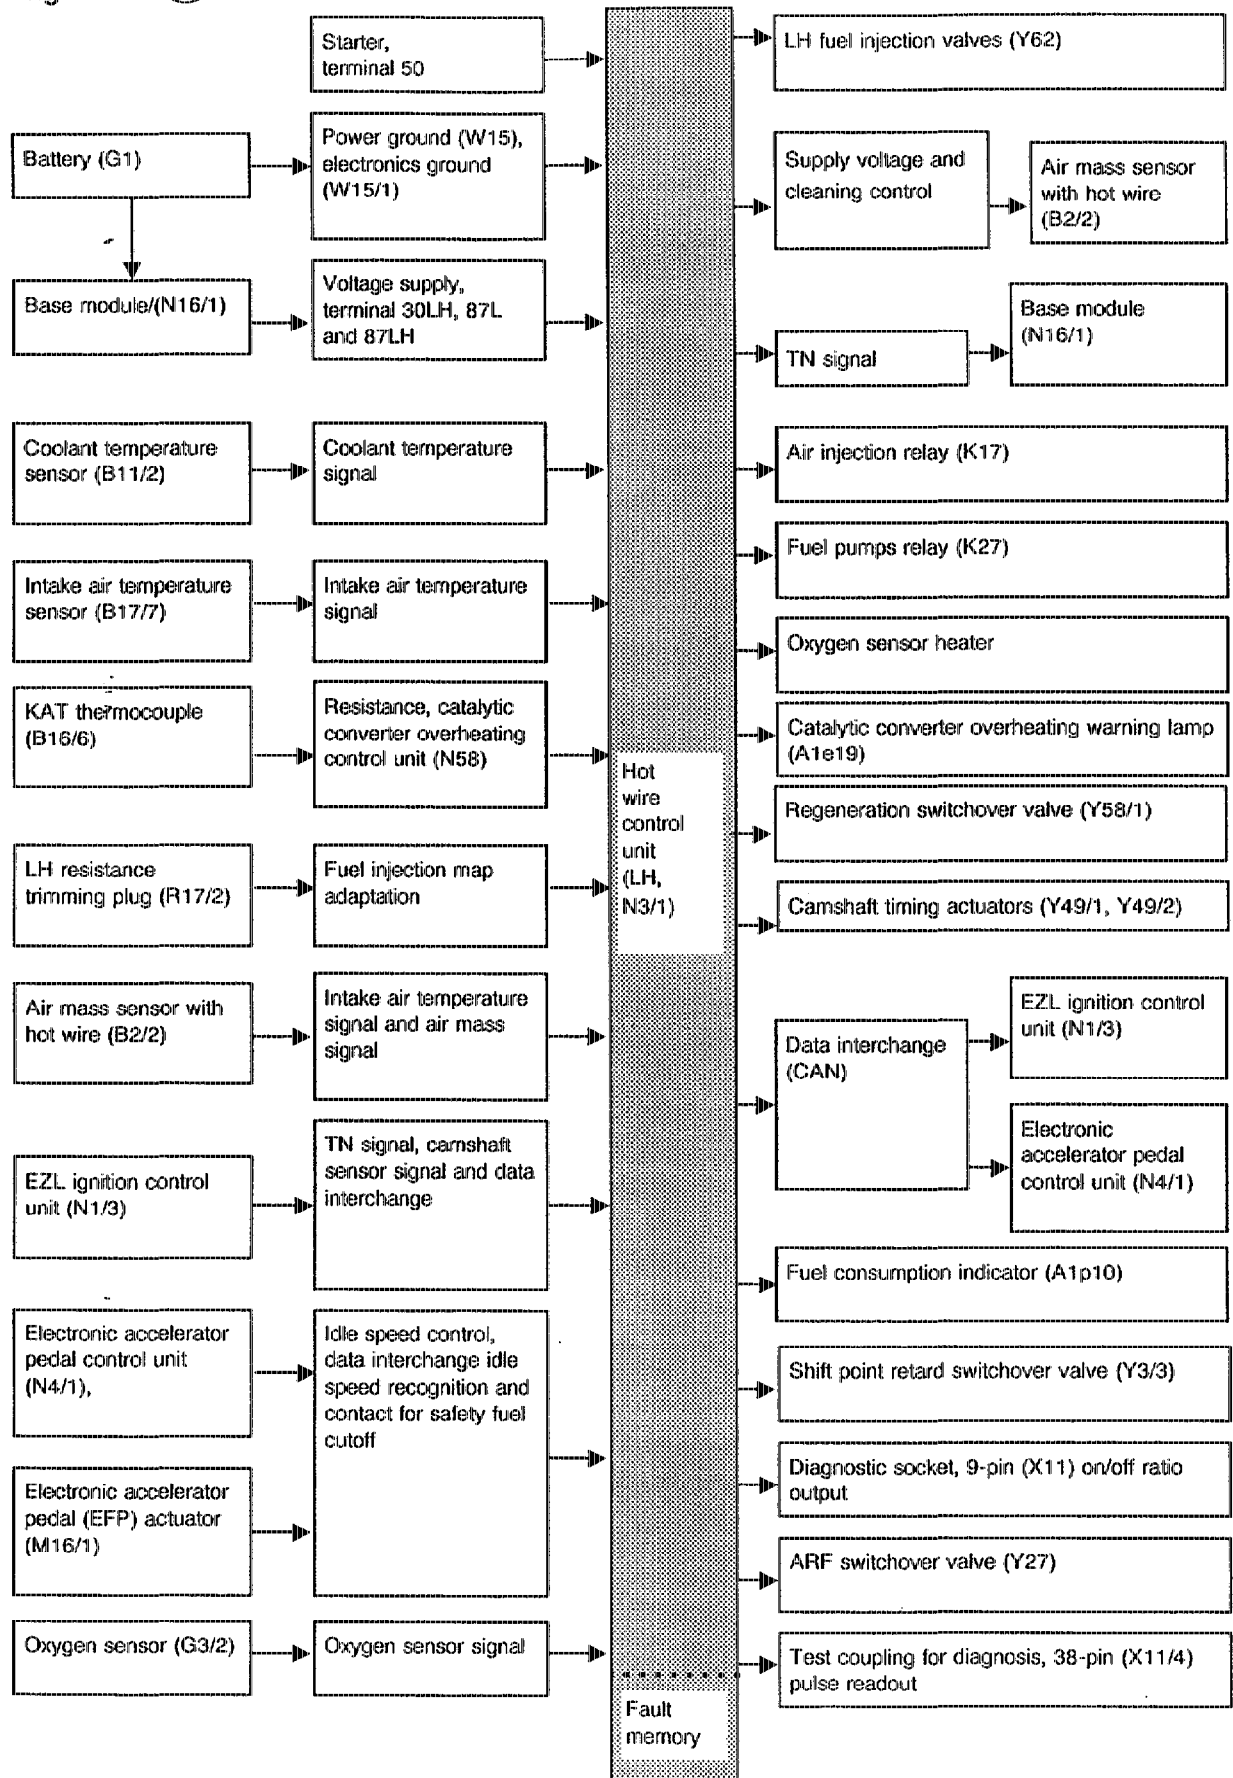 Starter,
terminal 50
LH fuel injection valves (Y62)
Battery (G1)
Power ground (W15),
electronics ground
(W15/1)
Supply voltage and
cleaning control
Air mass sensor
with hot wire
(B2/2)
Base module/(N16/1)
Voltage supply,
terminal 30LH, 87L
and 87LH
TN signal
Base module
(N16/1)
Coolant temperature
sensor (B11/2)
Coolant temperature
signal
Air injection relay (K17)
Fuel pumps relay (K27)
Intake air temperature
sensor (B17/7)
Intake air temperature
signal
Oxygen sensor heater
KAT thermocouple
(B16/6)
Resistance, catalytic
converter overheating
control unit (N58)
Catalytic converter overheating warning lamp
(A1e19)
Hot
wire
control
unit
(LH,
N3/1)
Regeneration switchover valve (Y58/1)
LH resistance
trimming plug (R17/2)
Fuel injection map
adaptation
Camshaft timing actuators (Y49/1, Y49/2)
Air mass sensor with
hot wire (B2/2)
Intake air temperature
signal and air mass
signal
Data interchange
(CAN)
EZL ignition control
unit (N1/3)
Electronic
accelerator pedal
control unit (N4/1)
EZL ignition control
unit (N1/3)
TN signal, camshaft
sensor signal and data
interchange
Fuel consumption indicator (A1p10)
Electronic accelerator
pedal control unit
(N4/1),
Idle speed control,
data interchange idle
speed recognition and
contact for safety fuel
cutoff
Shift point retard switchover valve (Y3/3)
Electronic accelerator
pedal (EFP) actuator
(M16/1)
Diagnostic socket, 9-pin (X11) on/off ratio
output
ARF switchover valve (Y27)
Oxygen sensor (G3/2)
Oxygen sensor signal
Test coupling for diagnosis, 38-pin (X11/4)
pulse readout
Fault
memory